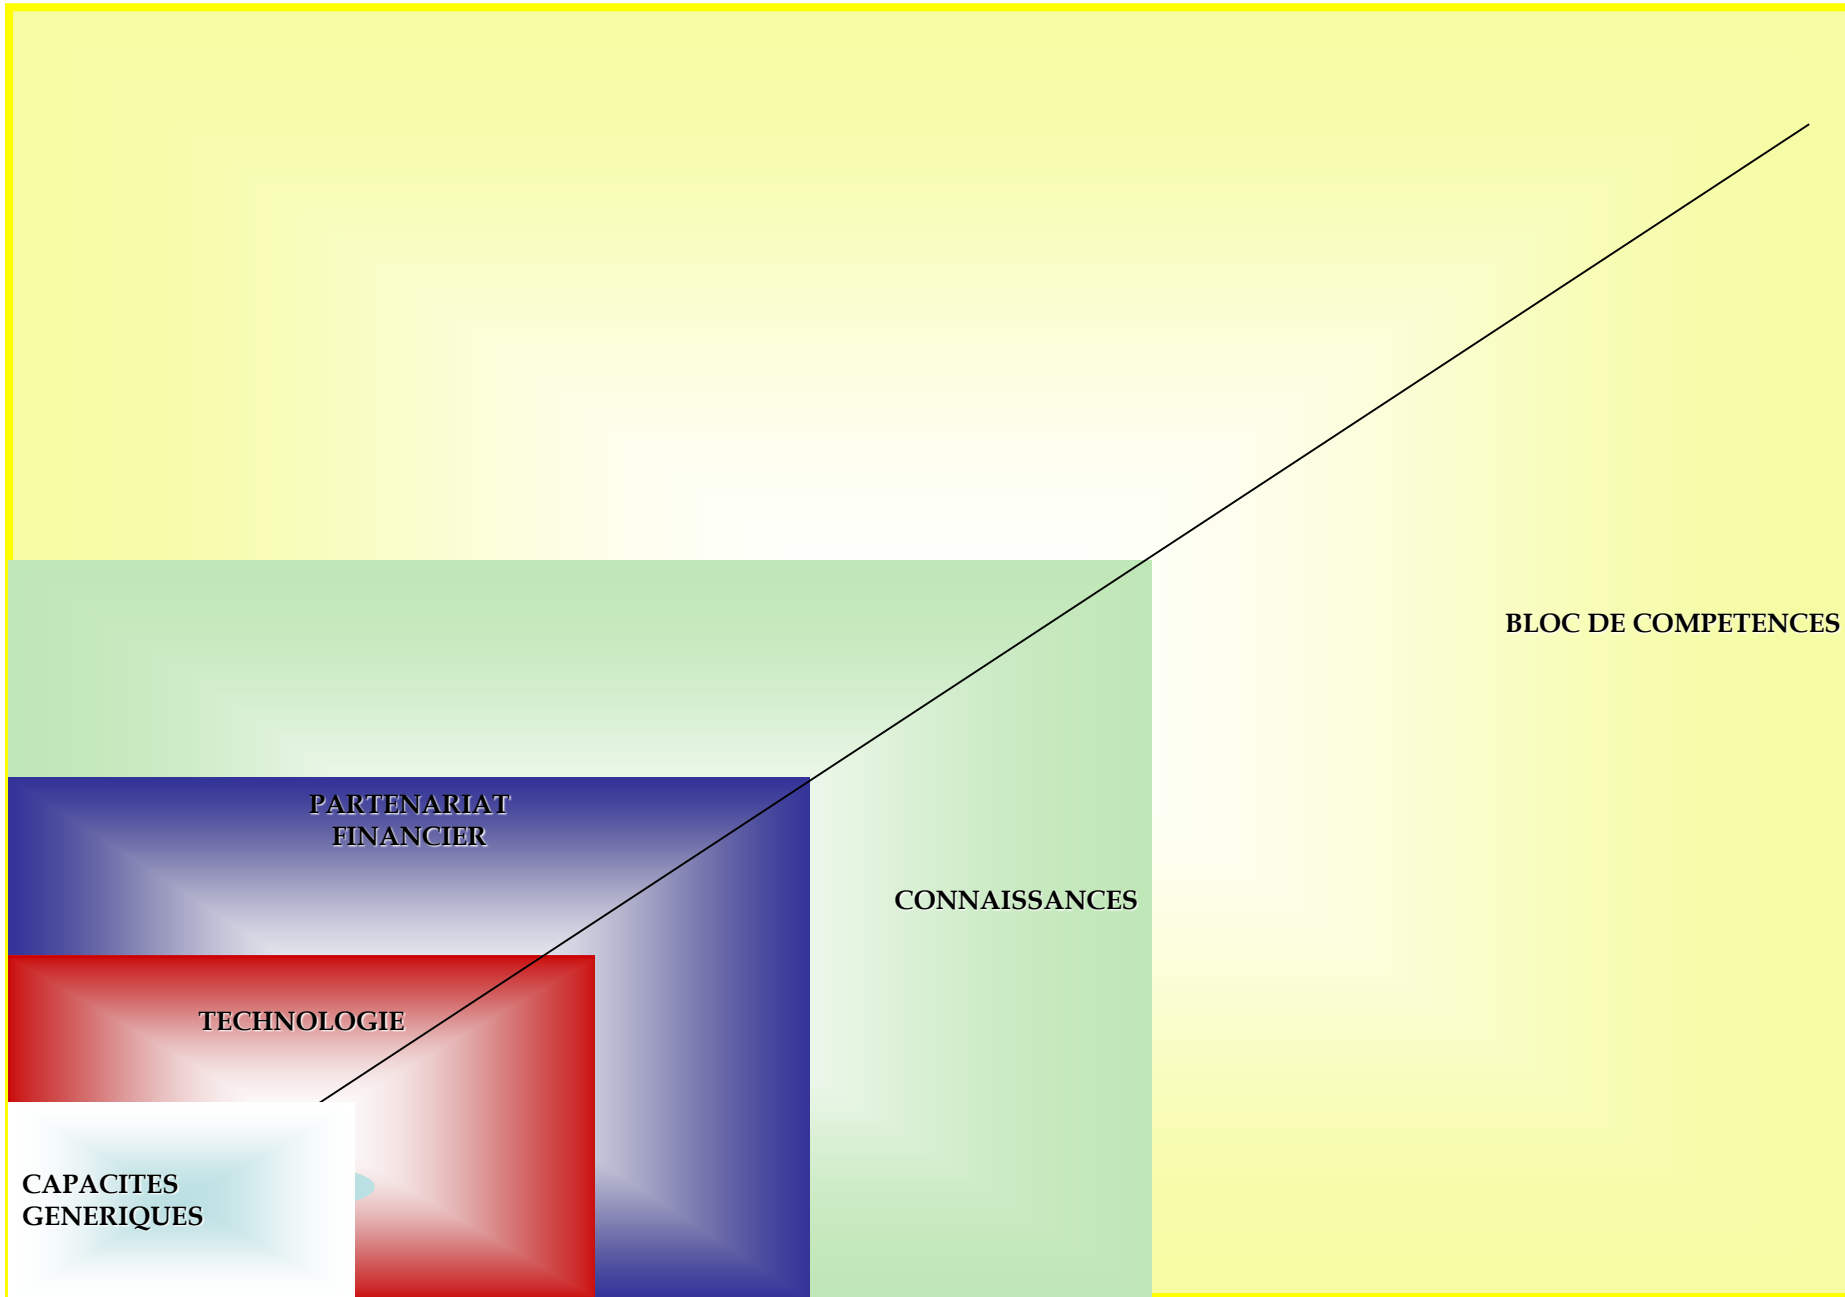 BLOC DE COMPETENCES
PARTENARIAT
FINANCIER
CONNAISSANCES
TECHNOLOGIE
CAPACITES
GENERIQUES